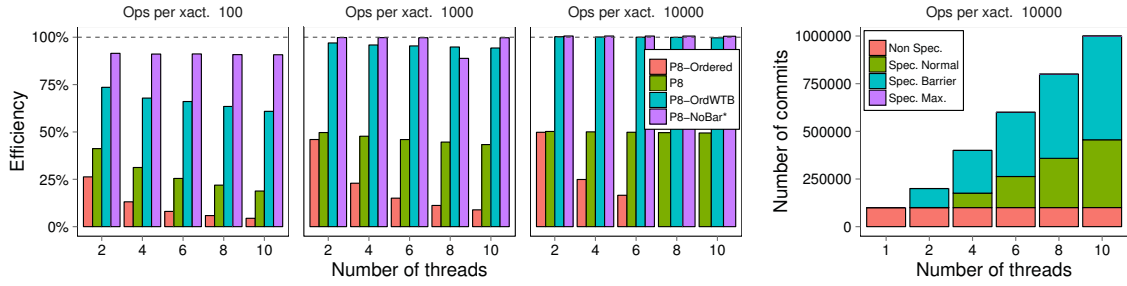 Ops per xact. 100
Ops per xact. 1000
Ops per xact. 10000
Ops per xact. 10000
Efficiency
100%
75%
50%
25%
0%
P8−Ordered
P8
P8−OrdWTB
P8−NoBar*
2 4 6 8 10
2 4 6 8 10
2 4 6 8 10
Number of threads
Number of commits
1000000
750000
500000
250000
0
Non Spec.
Spec. Normal
Spec. Barrier
Spec. Max.
1 2 4 6 8 10
Number of threads